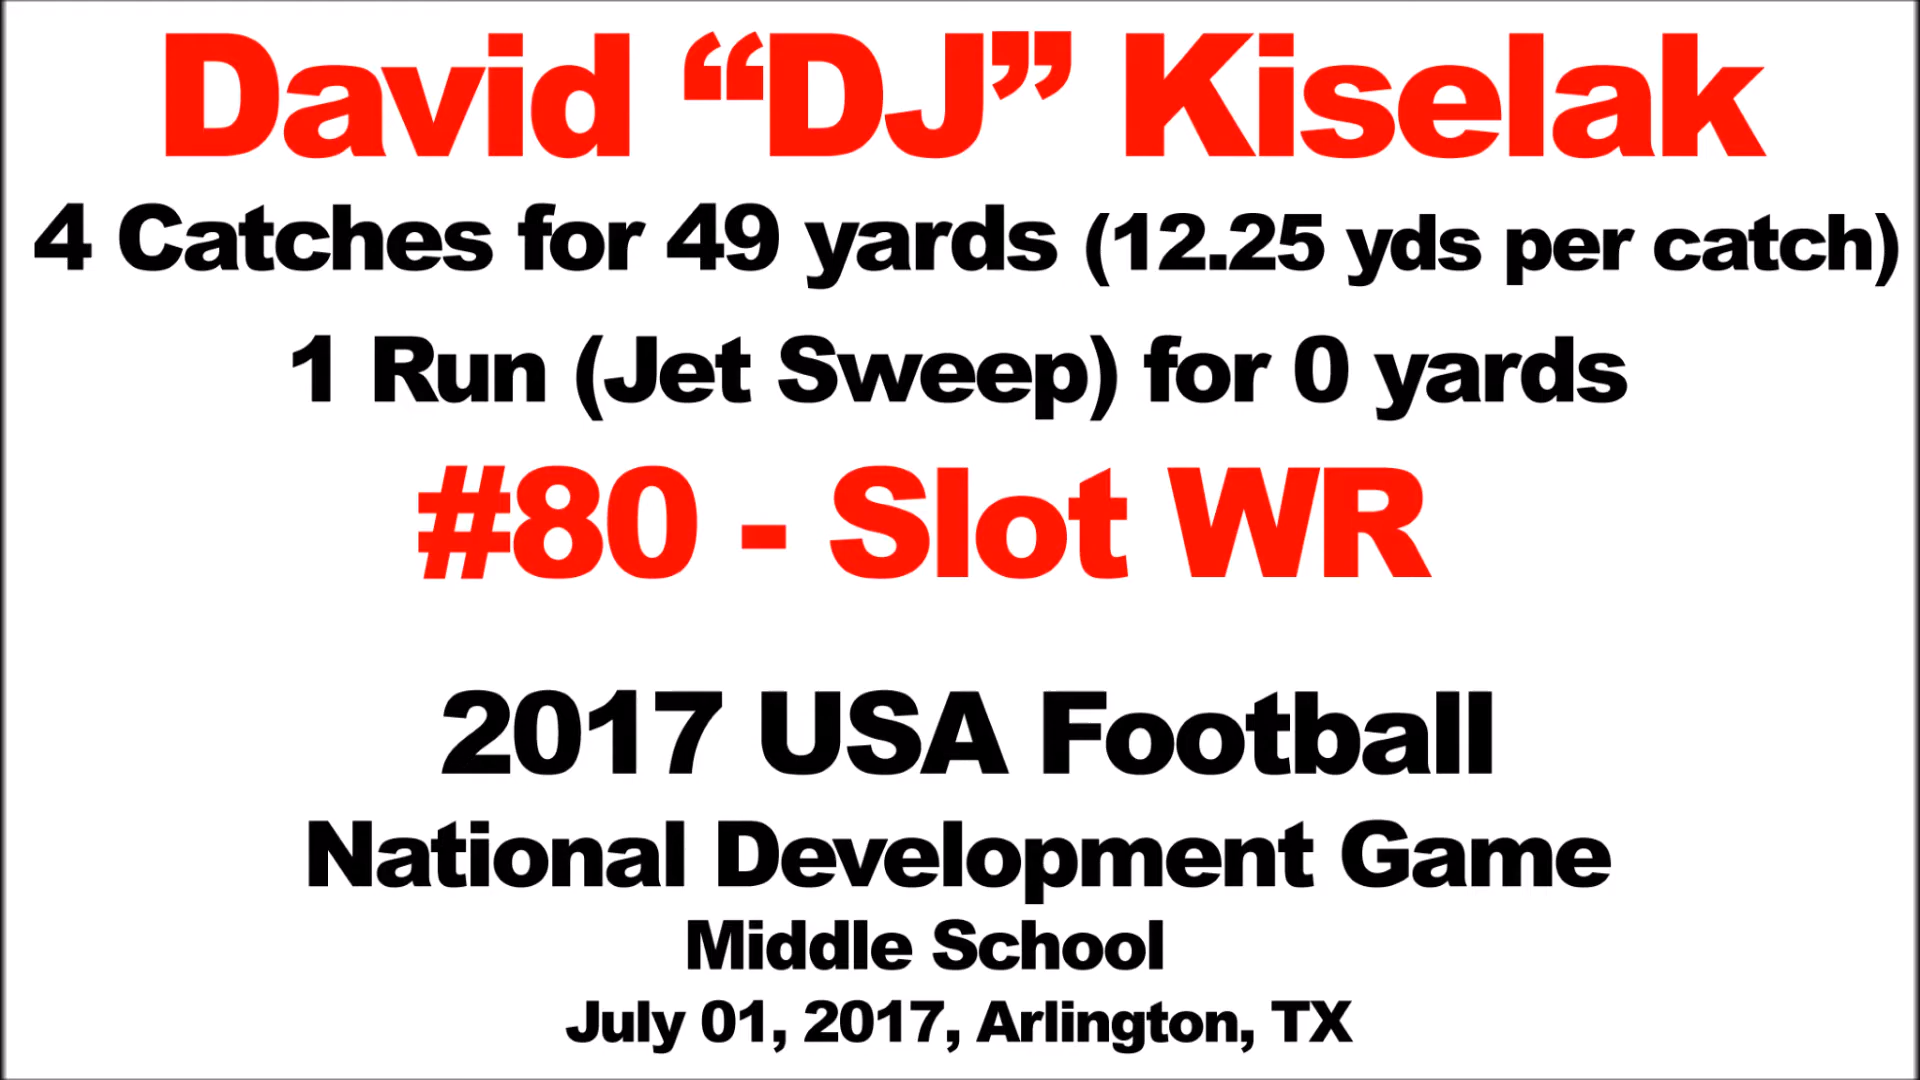 David “DJ” Kiselak
4 Catches for 49 yards (12.25 yds per catch)
1 Run (Jet Sweep) for 0 yards
#80 - Slot WR
2017 USA Football
National Development Game
Middle School
July 01, 2017, Arlington, TX